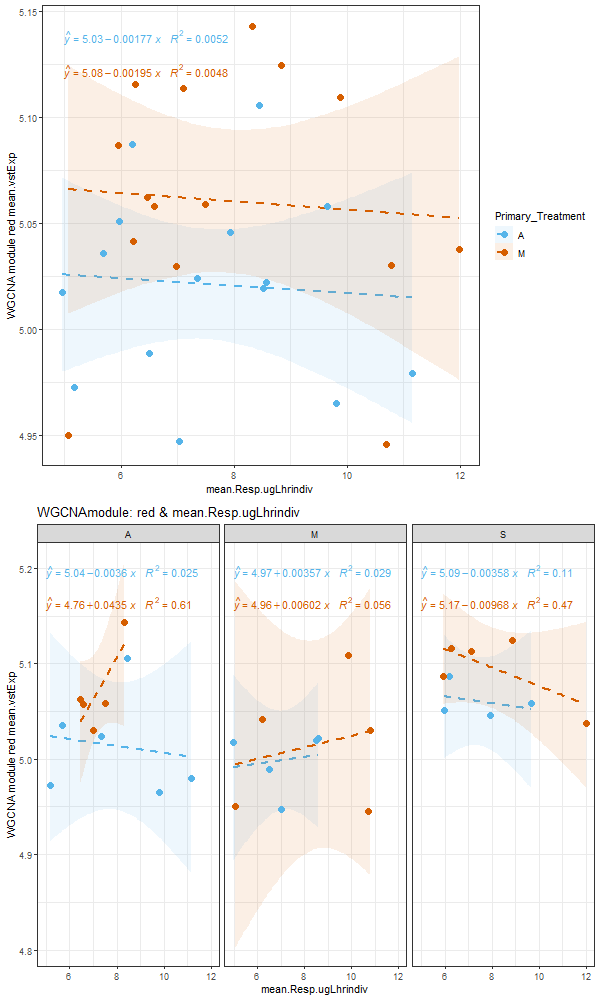 5.15
ŷ = 5.03 − 0.00177 x   R² = 0.0052
ŷ = 5.08 − 0.00195 x   R² = 0.0048
5.10
5.05
5.00
4.95
WGCNA module red mean.vstExp
6 8 10 12
mean.Resp.ugLhrindiv
Primary_Treatment
A
M
WGCNAmodule: red & mean.Resp.ugLhrindiv
A M S
ŷ = 5.04 − 0.0036 x   R² = 0.025
ŷ = 4.76 + 0.0435 x   R² = 0.61
ŷ = 4.97 + 0.00357 x   R² = 0.029
ŷ = 4.96 + 0.00602 x   R² = 0.056
ŷ = 5.09 − 0.00358 x   R² = 0.11
ŷ = 5.17 − 0.00968 x   R² = 0.47
5.2
5.1
5.0
4.9
4.8
WGCNA module red mean.vstExp
6 8 10 12 6 8 10 12 6 8 10 12
mean.Resp.ugLhrindiv